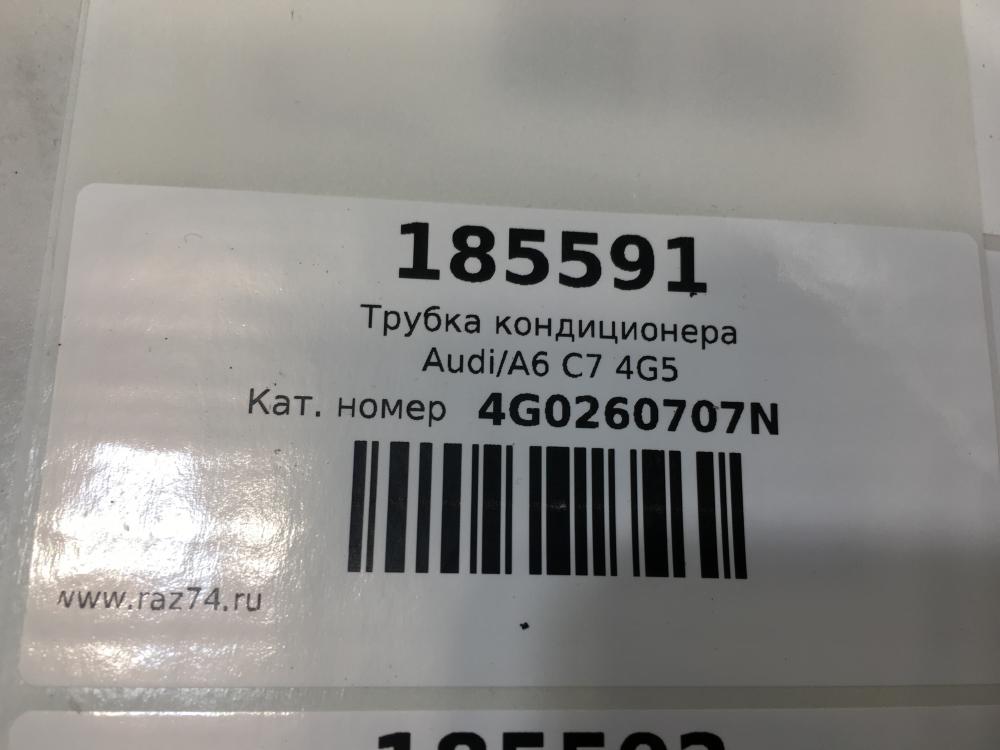 185591
Трубка кондиционера
Audi/A6 C7 4G5
Кат. номер 4G0260707N
www.raz74.ru